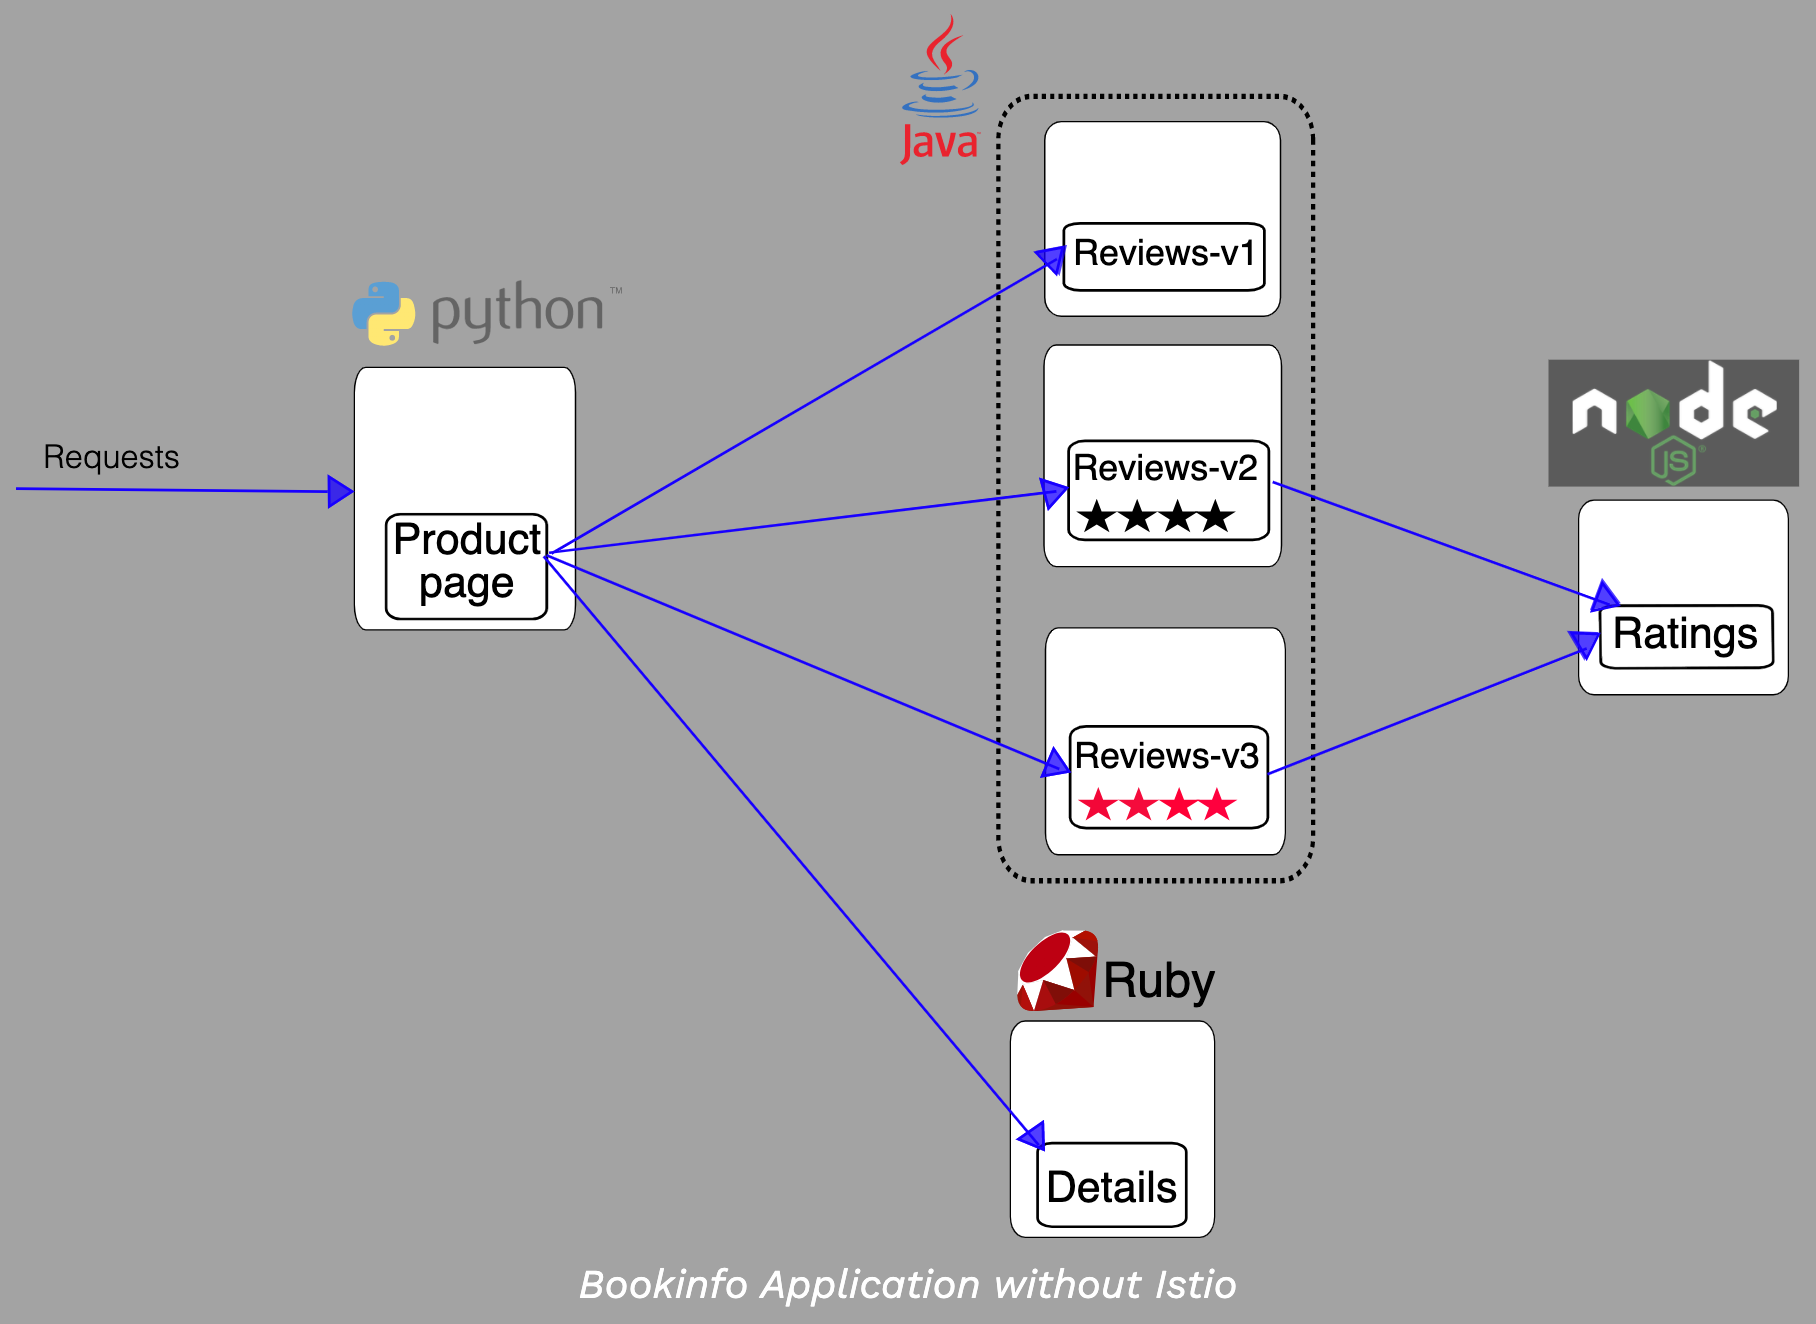 Java
Reviews-v1
python™
Requests
Product
page
Reviews-v2
node
JS®
Ratings
Reviews-v3
Ruby
Details
Bookinfo Application without Istio